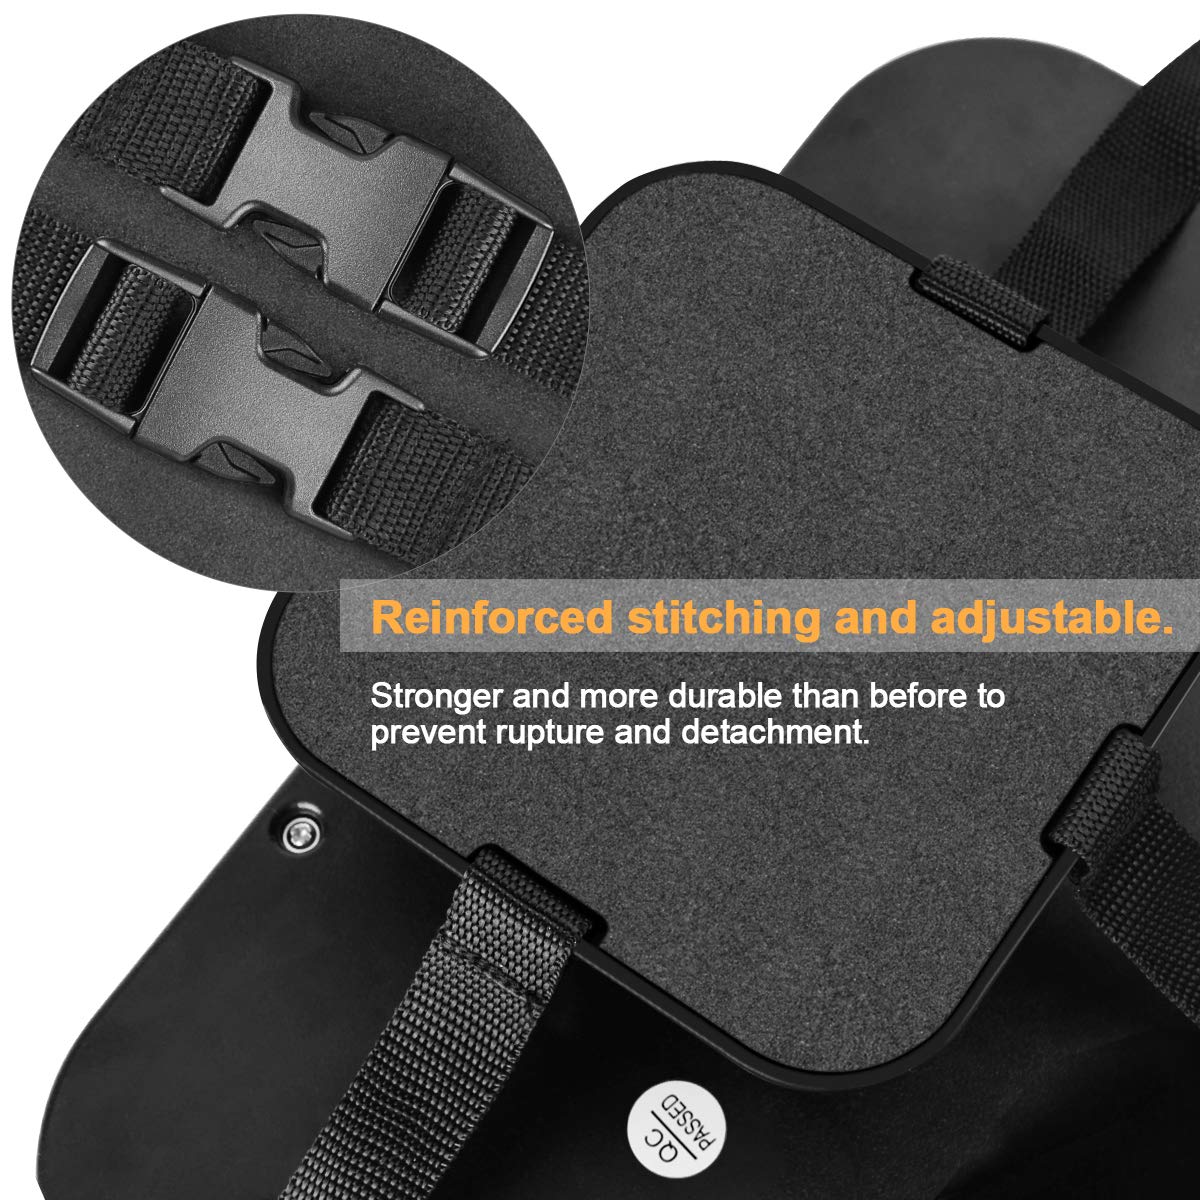 Reinforced stitching and adjustable.
Stronger and more durable than before to
prevent rupture and detachment.
QC
PASSED